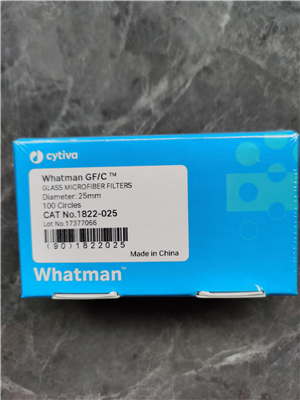 cytiva
Whatman GF/C™
GLASS MICROFIBER FILTERS
Diameter: 25mm
100 Circles
CAT No.1822-025
Lot No.17377066
(90)1822025
Made in China
Whatman™